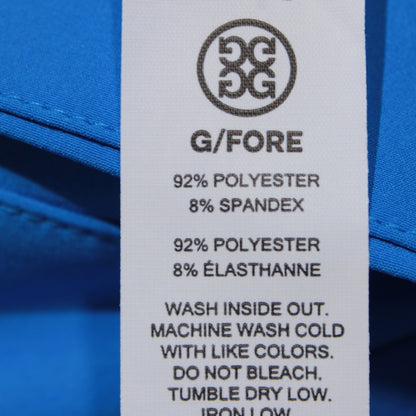 G/FORE
92% POLYESTER
8% SPANDEX
92% POLYESTER
8% ÉLASTHANNE
WASH INSIDE OUT.
MACHINE WASH COLD
WITH LIKE COLORS.
DO NOT BLEACH.
TUMBLE DRY LOW.
IRON LOW